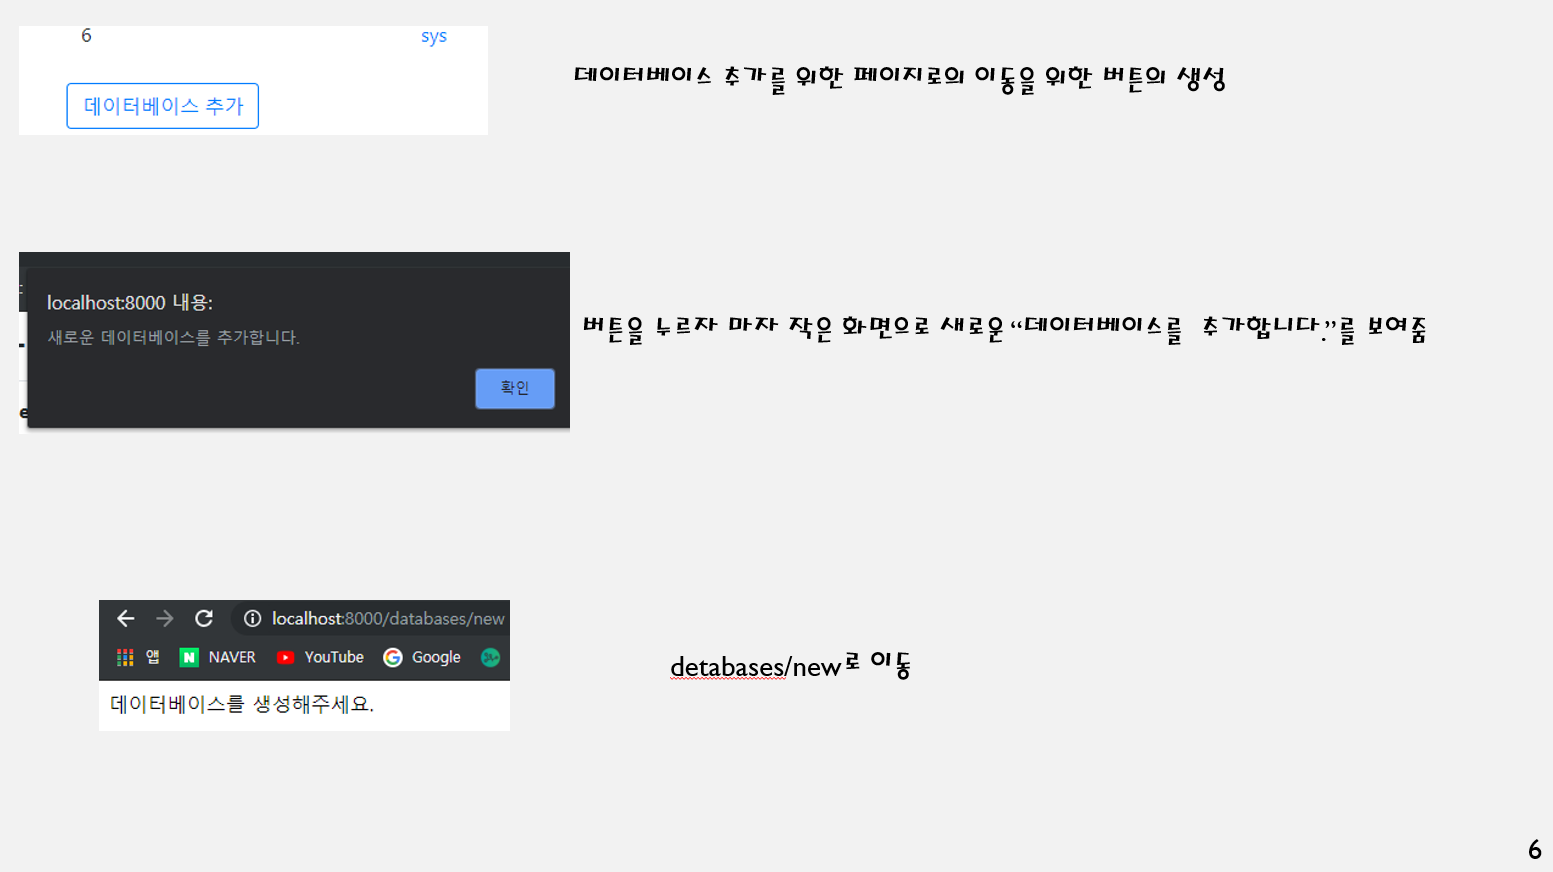 6 sys
데이터베이스 추가
데이터베이스 추가를 위한 페이지로의 이동을 위한 버튼의 생성
localhost:8000 내용:
새로운 데이터베이스를 추가합니다.
확인
버튼을 누르자 마자 작은 화면으로 새로운 “데이터베이스를 추가합니다.”를 보여줌
localhost:8000/databases/new
앱 NAVER YouTube Google
데이터베이스를 생성해주세요.
detabases/new로 이동
6